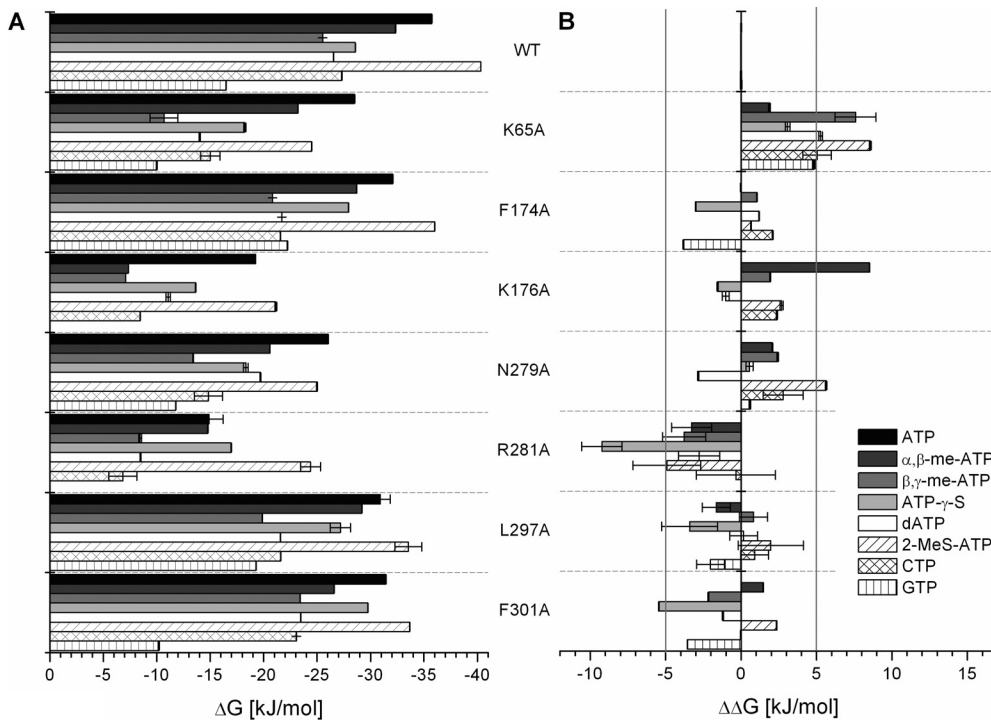 A
B
WT
K65A
F174A
K176A
N279A
R281A
L297A
F301A
ATP
α,β-me-ATP
β,γ-me-ATP
ATP-γ-S
dATP
2-MeS-ATP
CTP
GTP
0 -5 -10 -15 -20 -25 -30 -35 -40
-10 -5 0 5 10 15
ΔG [kJ/mol]
ΔΔG [kJ/mol]